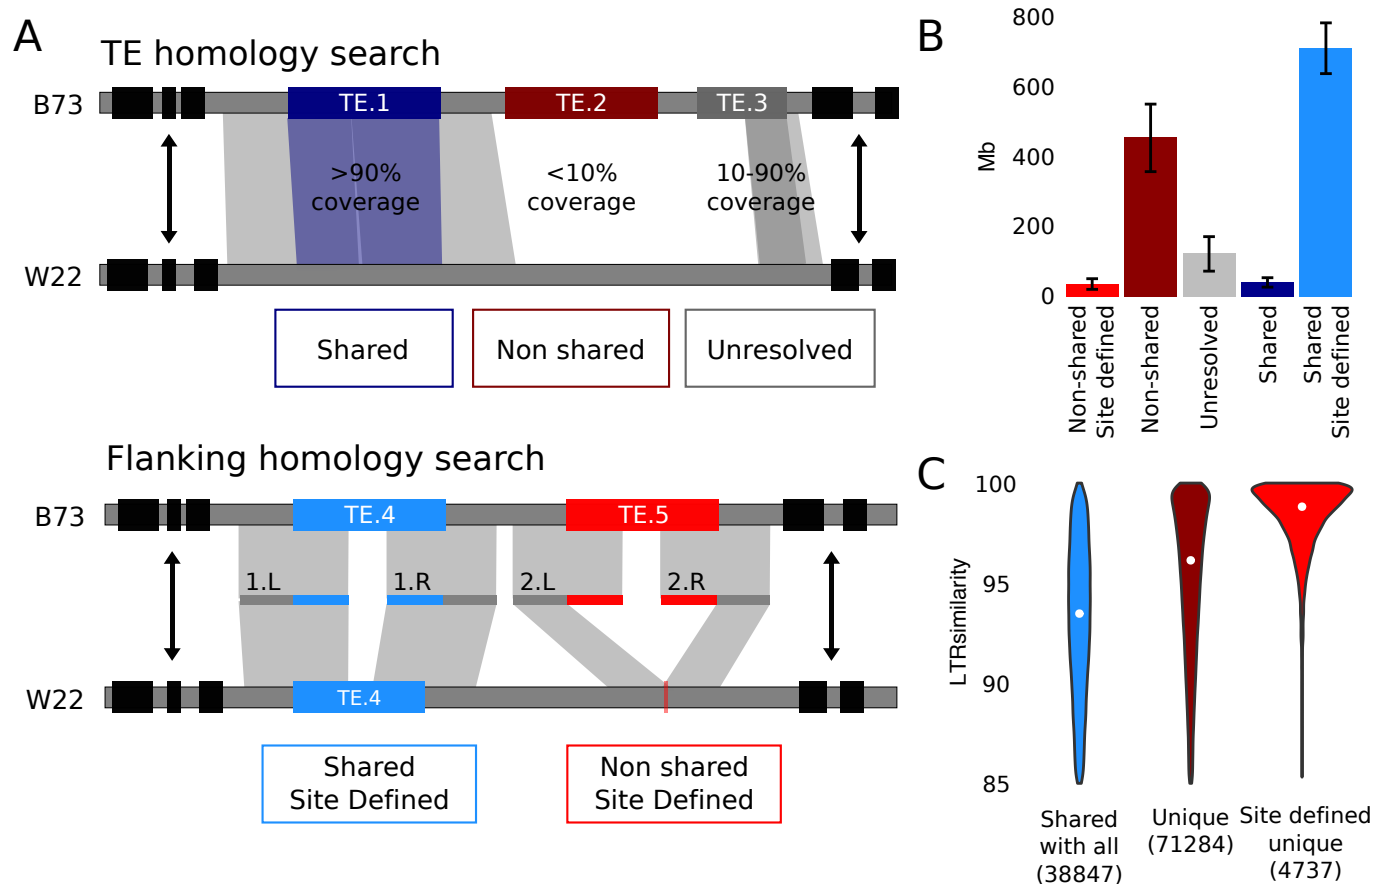 A
TE homology search
B73
TE.1
TE.2
TE.3
>90%
coverage
<10%
coverage
10-90%
coverage
W22
Shared
Non shared
Unresolved
Flanking homology search
B73
TE.4
TE.5
1.L
1.R
2.L
2.R
W22
TE.4
Shared
Site Defined
Non shared
Site Defined
B
800
600
400
200
0
Mb
Non-shared
Site defined
Non-shared
Unresolved
Shared
Shared
Site defined
C
100
95
90
85
LTRsimilarity
Shared
with all
(38847)
Unique
(71284)
Site defined
unique
(4737)